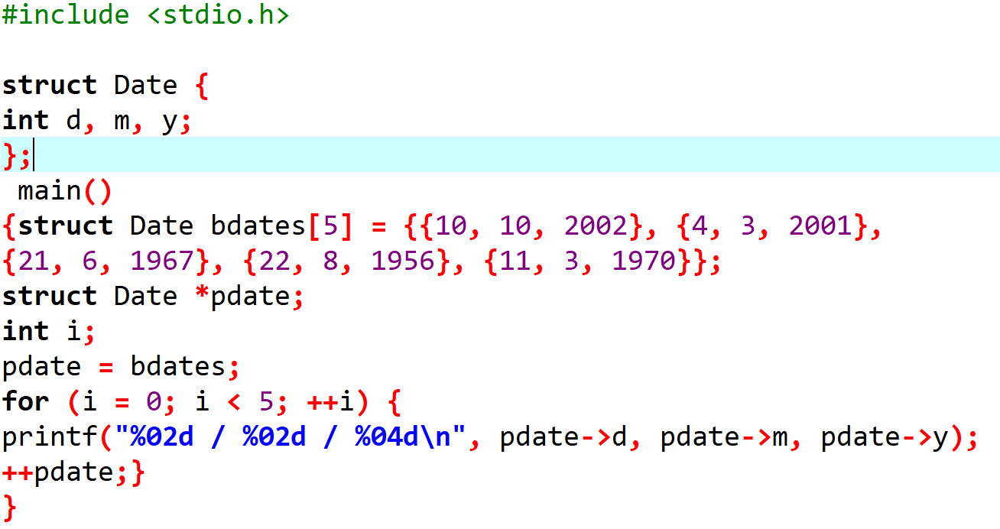 #include <stdio.h>
struct Date {
int d, m, y;
};
main()
{struct Date bdates[5] = {{10, 10, 2002}, {4, 3, 2001},
{21, 6, 1967}, {22, 8, 1956}, {11, 3, 1970}};
struct Date *pdate;
int i;
pdate = bdates;
for (i = 0; i < 5; ++i) {
printf("%02d / %02d / %04d\n", pdate->d, pdate->m, pdate->y);
++pdate;}
}